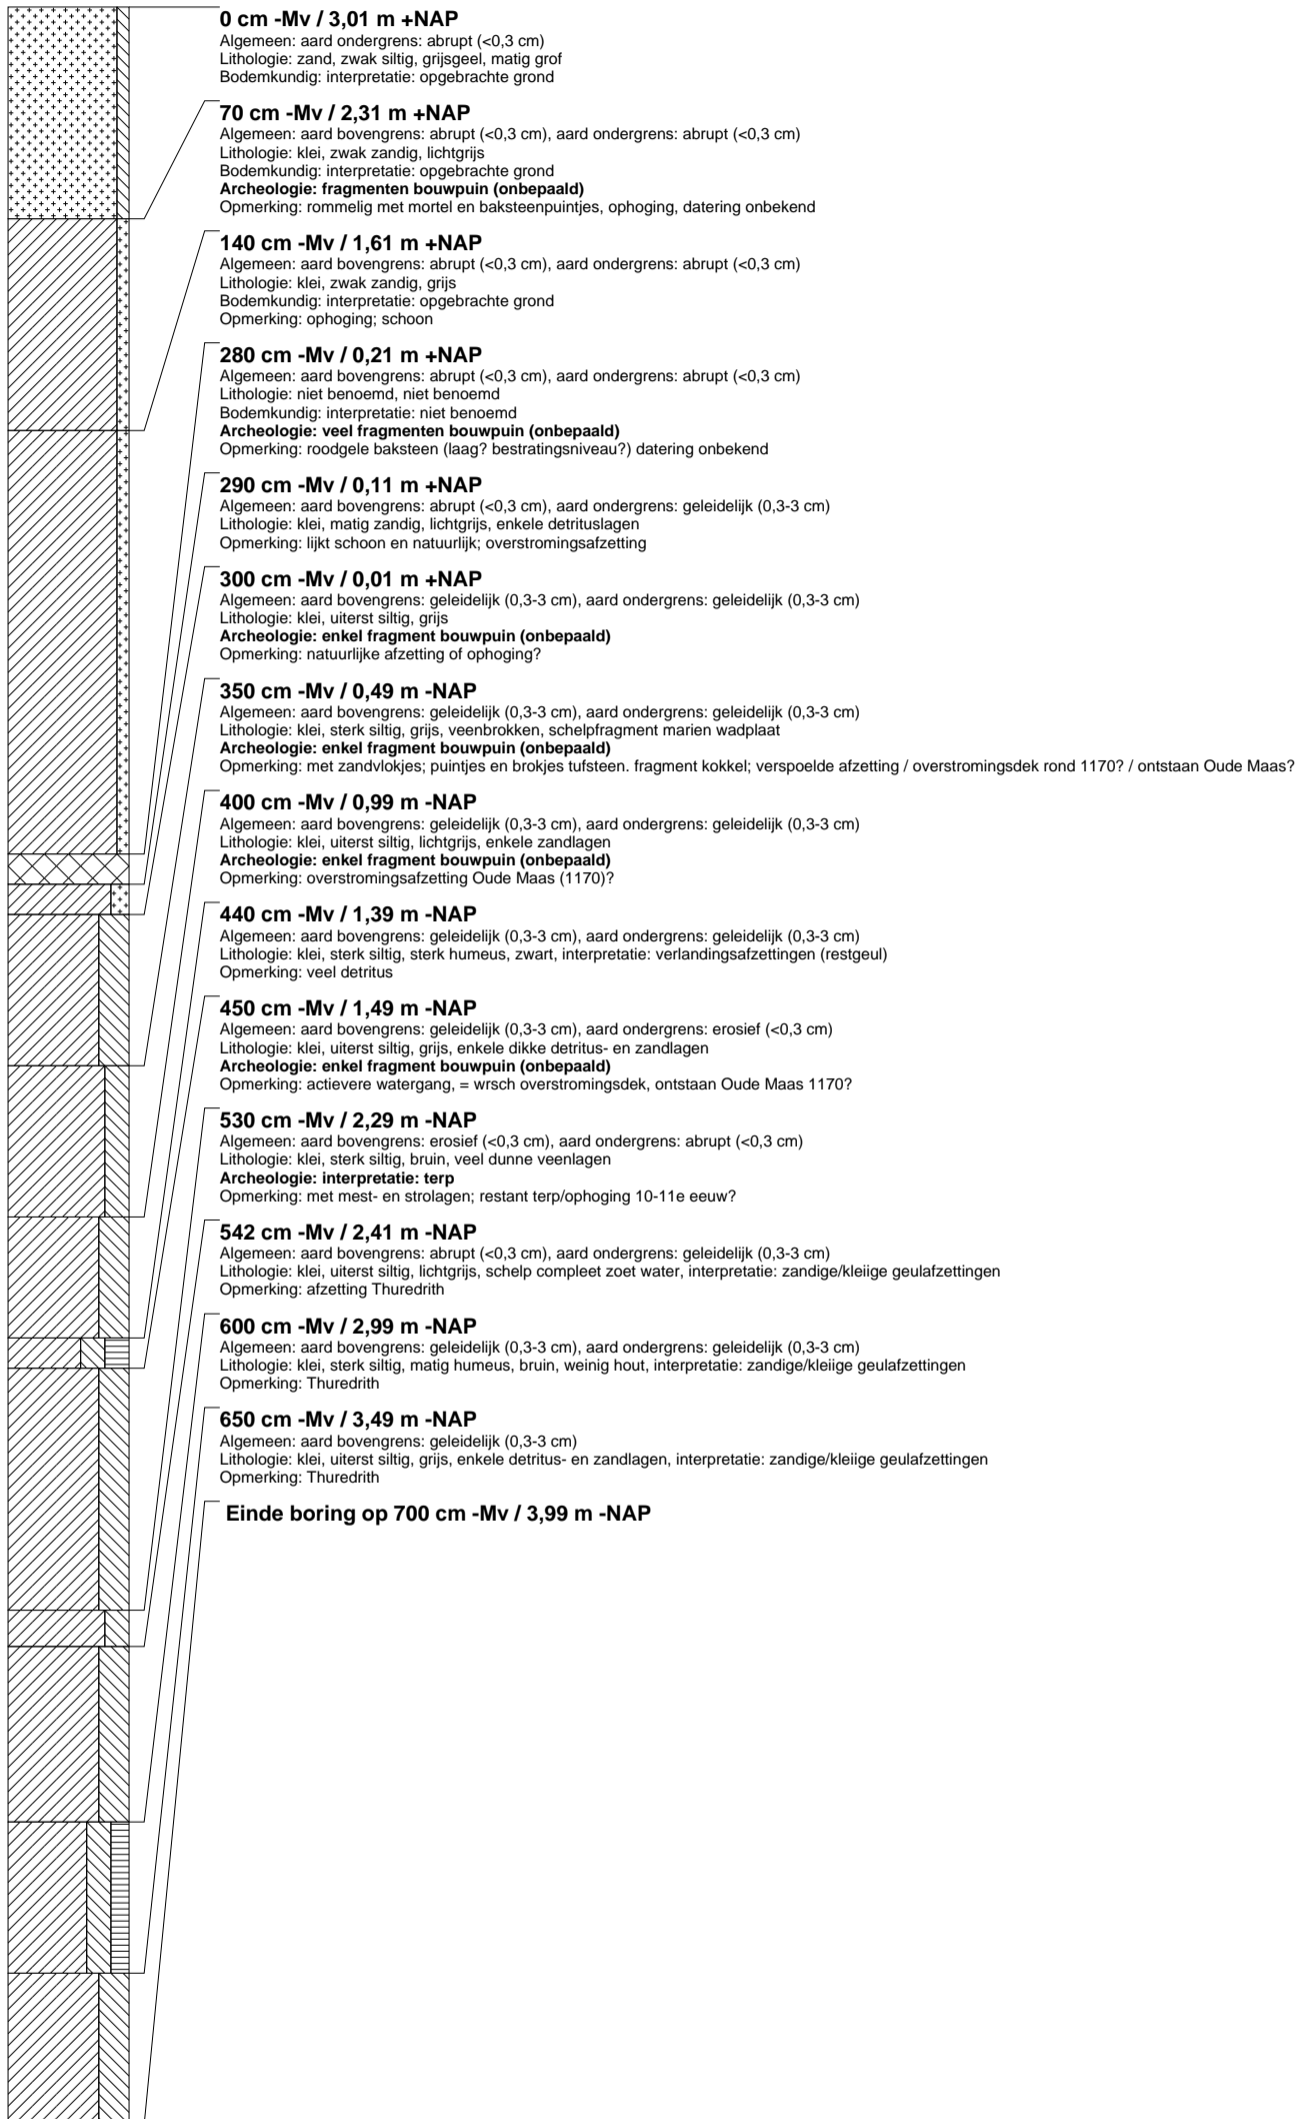 0 cm -Mv / 3,01 m +NAP
Algemeen: aard ondergrens: abrupt (<0,3 cm)
Lithologie: zand, zwak siltig, grijsgeel, matig grof
Bodemkundig: interpretatie: opgebrachte grond
70 cm -Mv / 2,31 m +NAP
Algemeen: aard bovengrens: abrupt (<0,3 cm), aard ondergrens: abrupt (<0,3 cm)
Lithologie: klei, zwak zandig, lichtgrijs
Bodemkundig: interpretatie: opgebrachte grond
Archeologie: fragmenten bouwpuin (onbepaald)
Opmerking: rommelig met mortel en baksteenpuintjes, ophoging, datering onbekend
140 cm -Mv / 1,61 m +NAP
Algemeen: aard bovengrens: abrupt (<0,3 cm), aard ondergrens: abrupt (<0,3 cm)
Lithologie: klei, zwak zandig, grijs
Bodemkundig: interpretatie: opgebrachte grond
Opmerking: ophoging; schoon
280 cm -Mv / 0,21 m +NAP
Algemeen: aard bovengrens: abrupt (<0,3 cm), aard ondergrens: abrupt (<0,3 cm)
Lithologie: niet benoemd, niet benoemd
Bodemkundig: interpretatie: niet benoemd
Archeologie: veel fragmenten bouwpuin (onbepaald)
Opmerking: roodgele baksteen (laag? bestratingsniveau?) datering onbekend
290 cm -Mv / 0,11 m +NAP
Algemeen: aard bovengrens: abrupt (<0,3 cm), aard ondergrens: geleidelijk (0,3-3 cm)
Lithologie: klei, matig zandig, lichtgrijs, enkele detrituslagen
Opmerking: lijkt schoon en natuurlijk; overstromingsafzetting
300 cm -Mv / 0,01 m +NAP
Algemeen: aard bovengrens: geleidelijk (0,3-3 cm), aard ondergrens: geleidelijk (0,3-3 cm)
Lithologie: klei, uiterst siltig, grijs
Archeologie: enkel fragment bouwpuin (onbepaald)
Opmerking: natuurlijke afzetting of ophoging?
350 cm -Mv / 0,49 m -NAP
Algemeen: aard bovengrens: geleidelijk (0,3-3 cm), aard ondergrens: geleidelijk (0,3-3 cm)
Lithologie: klei, sterk siltig, grijs, veenbrokken, schelpfragment marien wadplaat
Archeologie: enkel fragment bouwpuin (onbepaald)
Opmerking: met zandvlokjes; puintjes en brokjes tufsteen. fragment kokkel; verspoelde afzetting / overstromingsdek rond 1170? / ontstaan Oude Maas?
400 cm -Mv / 0,99 m -NAP
Algemeen: aard bovengrens: geleidelijk (0,3-3 cm), aard ondergrens: geleidelijk (0,3-3 cm)
Lithologie: klei, uiterst siltig, lichtgrijs, enkele zandlagen
Archeologie: enkel fragment bouwpuin (onbepaald)
Opmerking: overstromingsafzetting Oude Maas (1170)?
440 cm -Mv / 1,39 m -NAP
Algemeen: aard bovengrens: geleidelijk (0,3-3 cm), aard ondergrens: geleidelijk (0,3-3 cm)
Lithologie: klei, sterk siltig, sterk humeus, zwart, interpretatie: verlandingsafzettingen (restgeul)
Opmerking: veel detritus
450 cm -Mv / 1,49 m -NAP
Algemeen: aard bovengrens: geleidelijk (0,3-3 cm), aard ondergrens: erosief (<0,3 cm)
Lithologie: klei, uiterst siltig, grijs, enkele dikke detritus- en zandlagen
Archeologie: enkel fragment bouwpuin (onbepaald)
Opmerking: actievere watergang, = wrsch overstromingsdek, ontstaan Oude Maas 1170?
530 cm -Mv / 2,29 m -NAP
Algemeen: aard bovengrens: erosief (<0,3 cm), aard ondergrens: abrupt (<0,3 cm)
Lithologie: klei, sterk siltig, bruin, veel dunne veenlagen
Archeologie: interpretatie: terp
Opmerking: met mest- en strolagen; restant terp/ophoging 10-11e eeuw?
542 cm -Mv / 2,41 m -NAP
Algemeen: aard bovengrens: abrupt (<0,3 cm), aard ondergrens: geleidelijk (0,3-3 cm)
Lithologie: klei, uiterst siltig, lichtgrijs, schelp compleet zoet water, interpretatie: zandige/kleiige geulafzettingen
Opmerking: afzetting Thuredrith
600 cm -Mv / 2,99 m -NAP
Algemeen: aard bovengrens: geleidelijk (0,3-3 cm), aard ondergrens: geleidelijk (0,3-3 cm)
Lithologie: klei, sterk siltig, matig humeus, bruin, weinig hout, interpretatie: zandige/kleiige geulafzettingen
Opmerking: Thuredrith
650 cm -Mv / 3,49 m -NAP
Algemeen: aard bovengrens: geleidelijk (0,3-3 cm)
Lithologie: klei, uiterst siltig, grijs, enkele detritus- en zandlagen, interpretatie: zandige/kleiige geulafzettingen
Opmerking: Thuredrith
Einde boring op 700 cm -Mv / 3,99 m -NAP